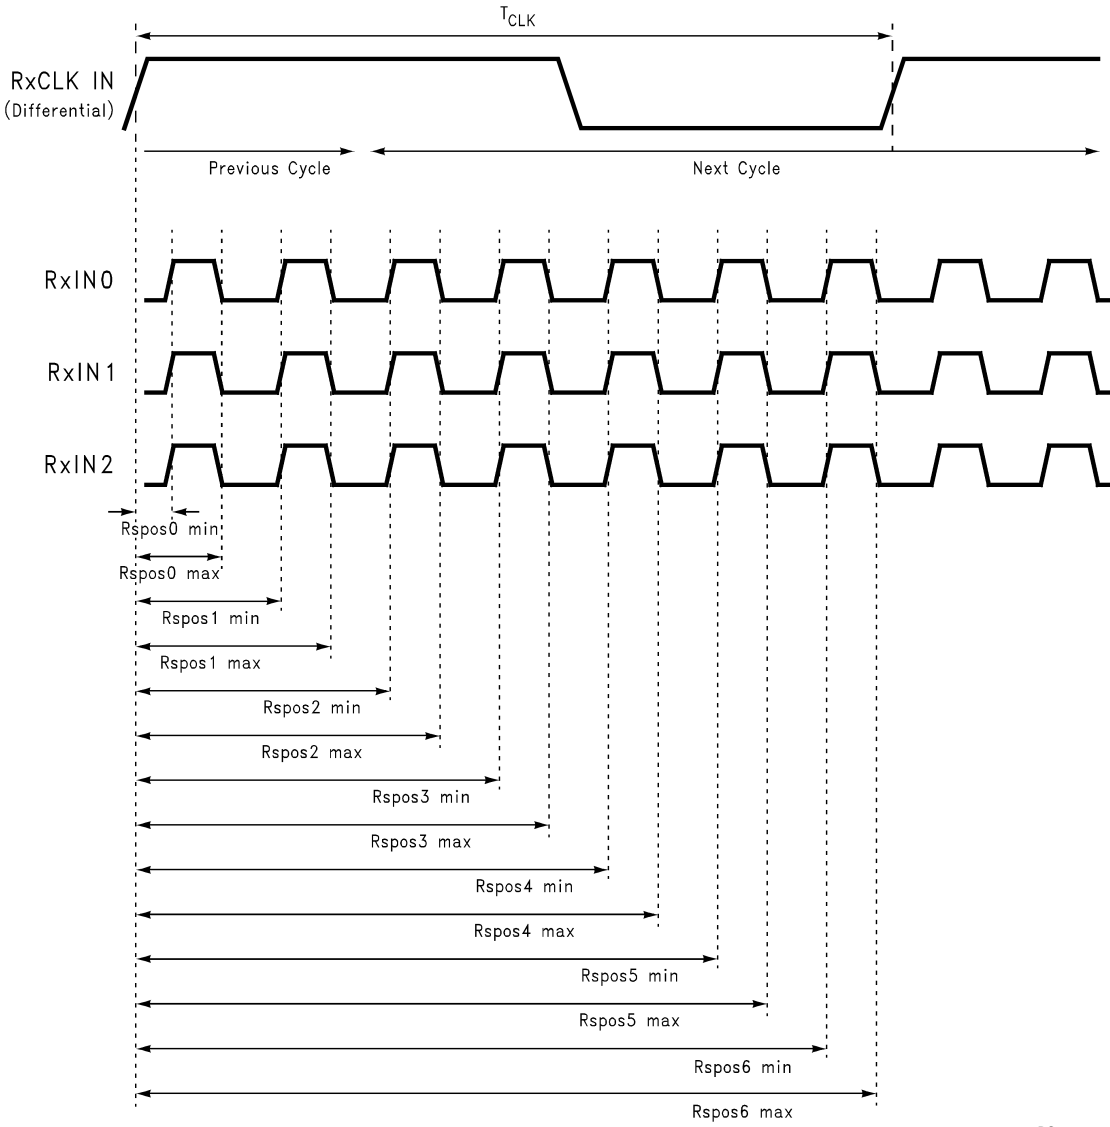 TCLK
RxCLK IN
(Differential)
Previous Cycle
Next Cycle
RxIN0
RxIN1
RxIN2
Rspos0 min
Rspos0 max
Rspos1 min
Rspos1 max
Rspos2 min
Rspos2 max
Rspos3 min
Rspos3 max
Rspos4 min
Rspos4 max
Rspos5 min
Rspos5 max
Rspos6 min
Rspos6 max